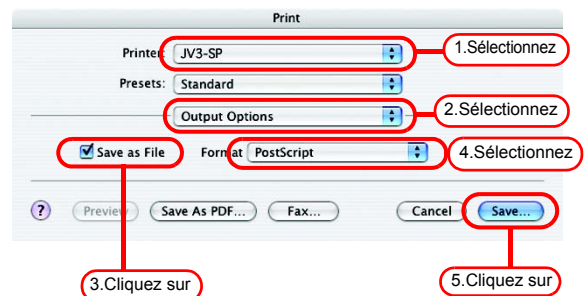 Print
Printer: JV3-SP 1.Sélectionnez
Presets: Standard
Output Options 2.Sélectionnez
Save as File Format PostScript 4.Sélectionnez
? Preview Save As PDF... Fax... Cancel Save...
3.Cliquez sur 5.Cliquez sur